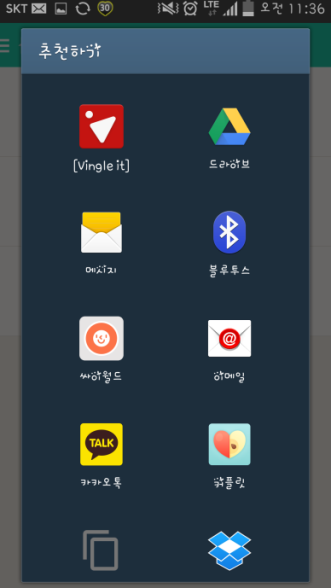 SKT 30 LTE 오전 11:36
추천하기
[Vingle it] 드라이브
메시지 블루투스
싸이월드 이메일
TALK @
카카오톡 커플릿